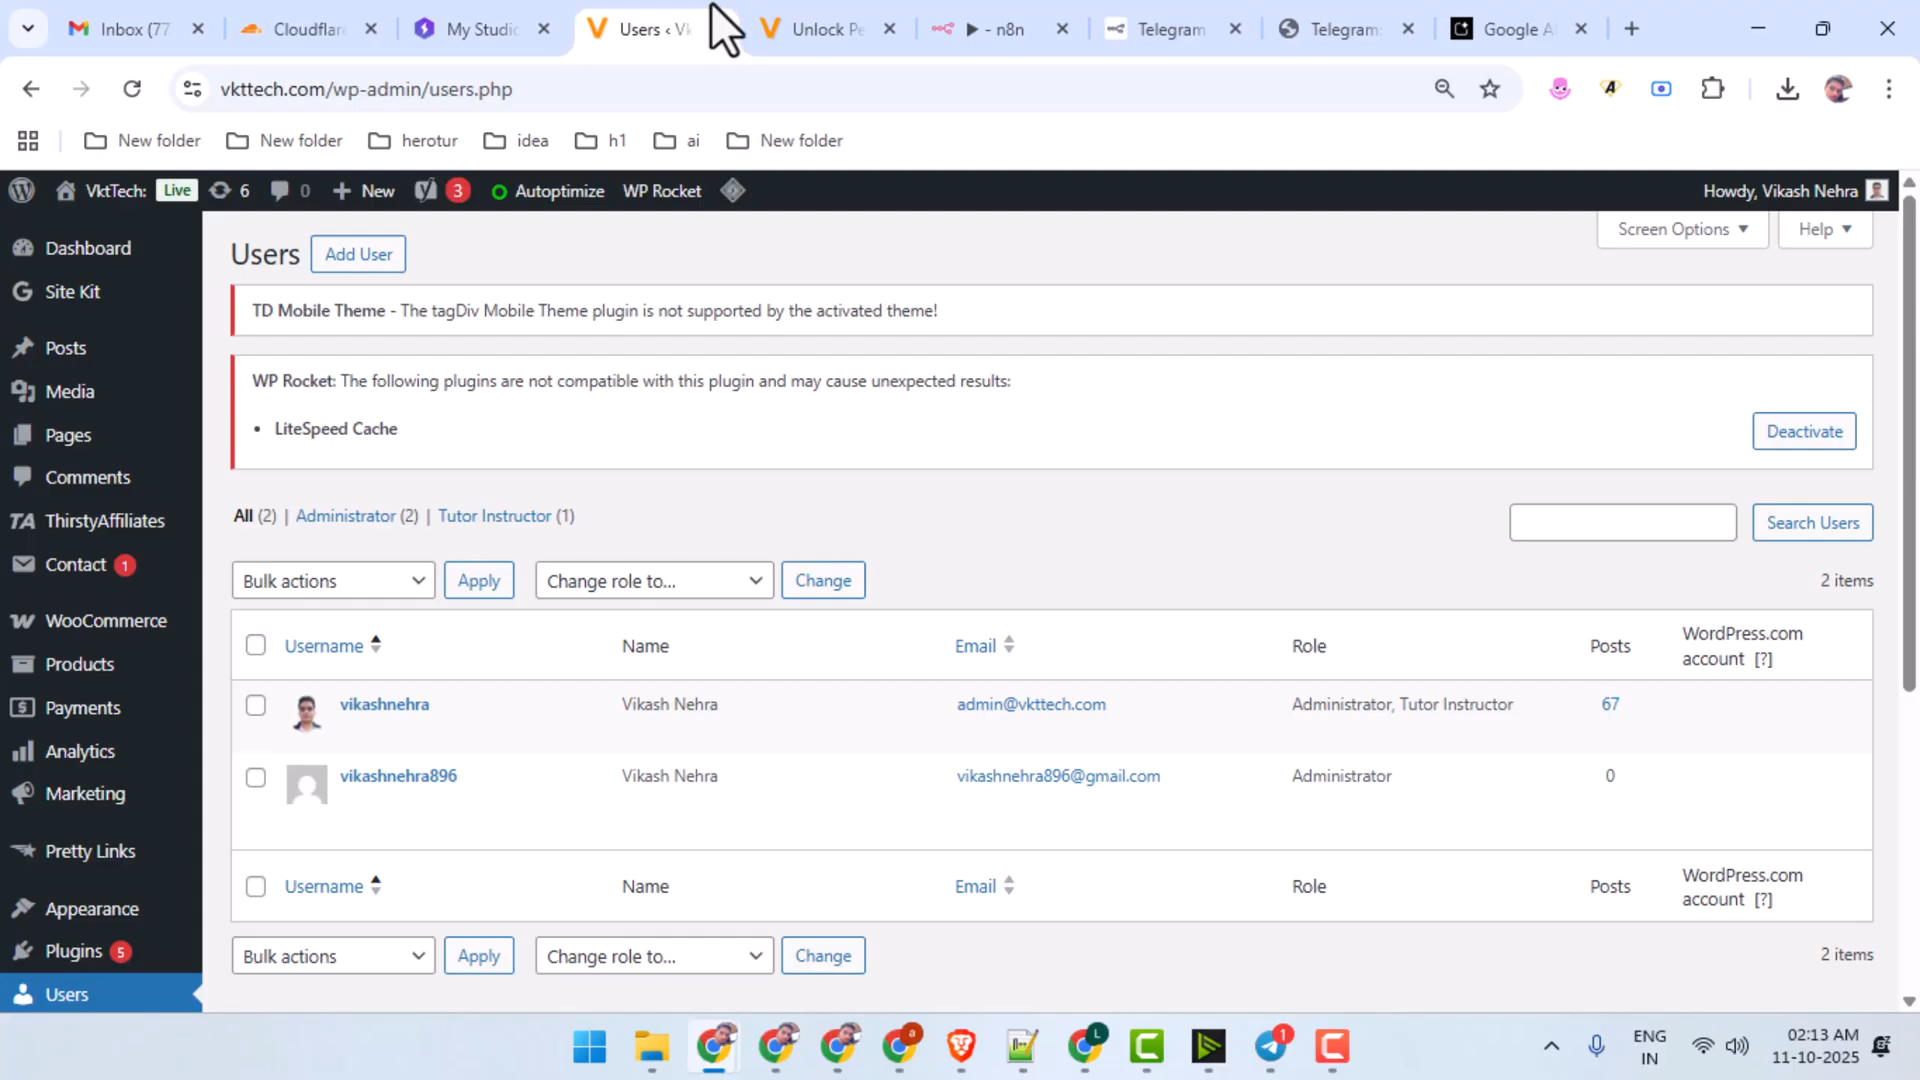 Inbox (77
Cloudflar
My Studi
Users ‹ Vk
Unlock Pe
▶ - n8n
Telegram
Telegram:
Google A
vkttech.com/wp-admin/users.php
New folder
New folder
herotur
idea
h1
ai
New folder
VktTech: Live 6 0 New 3 Autoptimize WP Rocket
Howdy, Vikash Nehra
Dashboard
Site Kit
Posts
Media
Pages
Comments
ThirstyAffiliates
Contact 1
WooCommerce
Products
Payments
Analytics
Marketing
Pretty Links
Appearance
Plugins 5
Users
Screen Options
Help
Users
Add User
TD Mobile Theme - The tagDiv Mobile Theme plugin is not supported by the activated theme!
WP Rocket: The following plugins are not compatible with this plugin and may cause unexpected results:
• LiteSpeed Cache
Deactivate
All (2) | Administrator (2) | Tutor Instructor (1)
Search Users
Bulk actions Apply Change role to... Change 2 items
Username Name Email Role Posts WordPress.com account [?]
vikashnehra Vikash Nehra admin@vkttech.com Administrator, Tutor Instructor 67
vikashnehra896 Vikash Nehra vikashnehra896@gmail.com Administrator 0
Username Name Email Role Posts WordPress.com account [?]
Bulk actions Apply Change role to... Change 2 items
a
L
1
ENG
IN
02:13 AM
11-10-2025